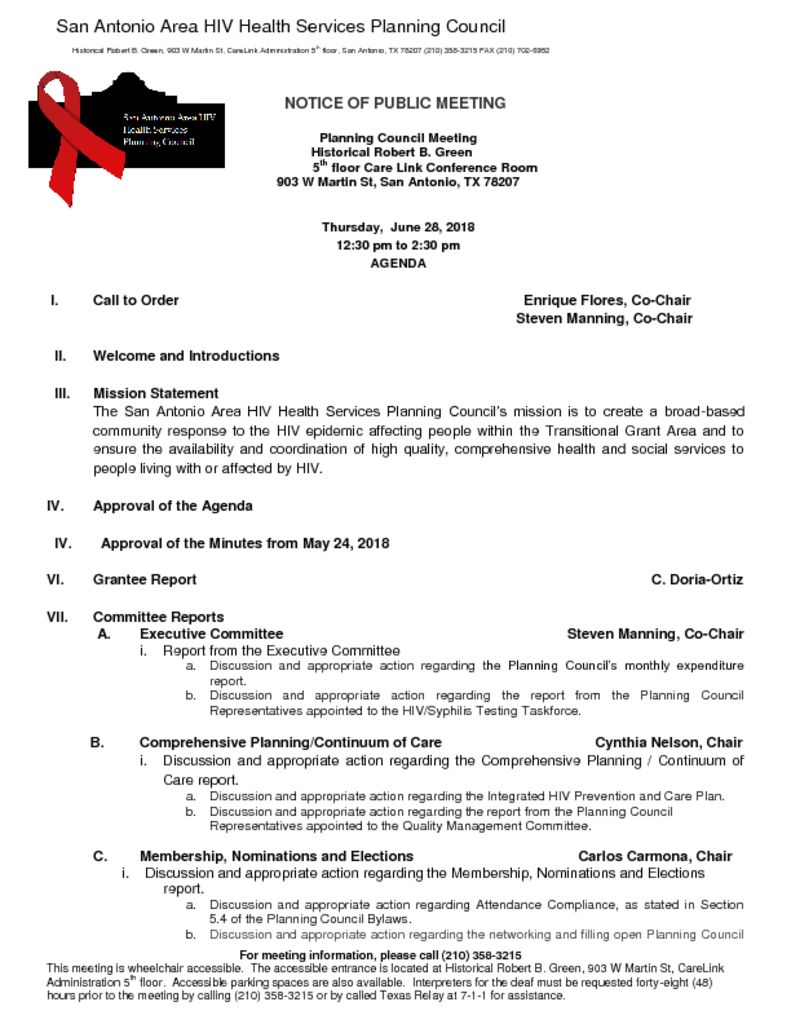 San Antonio Area HIV Health Services Planning Council
Historical Robert B. Green, 903 W Martin St, CareLink Administration 5th floor, San Antonio, TX 78207 (210) 358-3215 FAX (210) 702-6962
San Antonio Area HIV
Health Services
Planning Council
NOTICE OF PUBLIC MEETING
Planning Council Meeting
Historical Robert B. Green
5th floor Care Link Conference Room
903 W Martin St, San Antonio, TX 78207
Thursday, June 28, 2018
12:30 pm to 2:30 pm
AGENDA
I. Call to Order Enrique Flores, Co-Chair
Steven Manning, Co-Chair
II. Welcome and Introductions
III. Mission Statement
The San Antonio Area HIV Health Services Planning Council's mission is to create a broad-based
community response to the HIV epidemic affecting people within the Transitional Grant Area and to
ensure the availability and coordination of high quality, comprehensive health and social services to
people living with or affected by HIV.
IV. Approval of the Agenda
IV. Approval of the Minutes from May 24, 2018
VI. Grantee Report C. Doria-Ortiz
VII. Committee Reports
A. Executive Committee Steven Manning, Co-Chair
i. Report from the Executive Committee
a. Discussion and appropriate action regarding the Planning Council's monthly expenditure
report.
b. Discussion and appropriate action regarding the report from the Planning Council
Representatives appointed to the HIV/Syphilis Testing Taskforce.
B. Comprehensive Planning/Continuum of Care Cynthia Nelson, Chair
i. Discussion and appropriate action regarding the Comprehensive Planning / Continuum of
Care report.
a. Discussion and appropriate action regarding the Integrated HIV Prevention and Care Plan.
b. Discussion and appropriate action regarding the report from the Planning Council
Representatives appointed to the Quality Management Committee.
C. Membership, Nominations and Elections Carlos Carmona, Chair
i. Discussion and appropriate action regarding the Membership, Nominations and Elections
report.
a. Discussion and appropriate action regarding Attendance Compliance, as stated in Section
5.4 of the Planning Council Bylaws.
b. Discussion and appropriate action regarding the networking and filling open Planning Council
For meeting information, please call (210) 358-3215
This meeting is wheelchair accessible. The accessible entrance is located at Historical Robert B. Green, 903 W Martin St, CareLink
Administration 5th floor. Accessible parking spaces are also available. Interpreters for the deaf must be requested forty-eight (48)
hours prior to the meeting by calling (210) 358-3215 or by called Texas Relay at 7-1-1 for assistance.